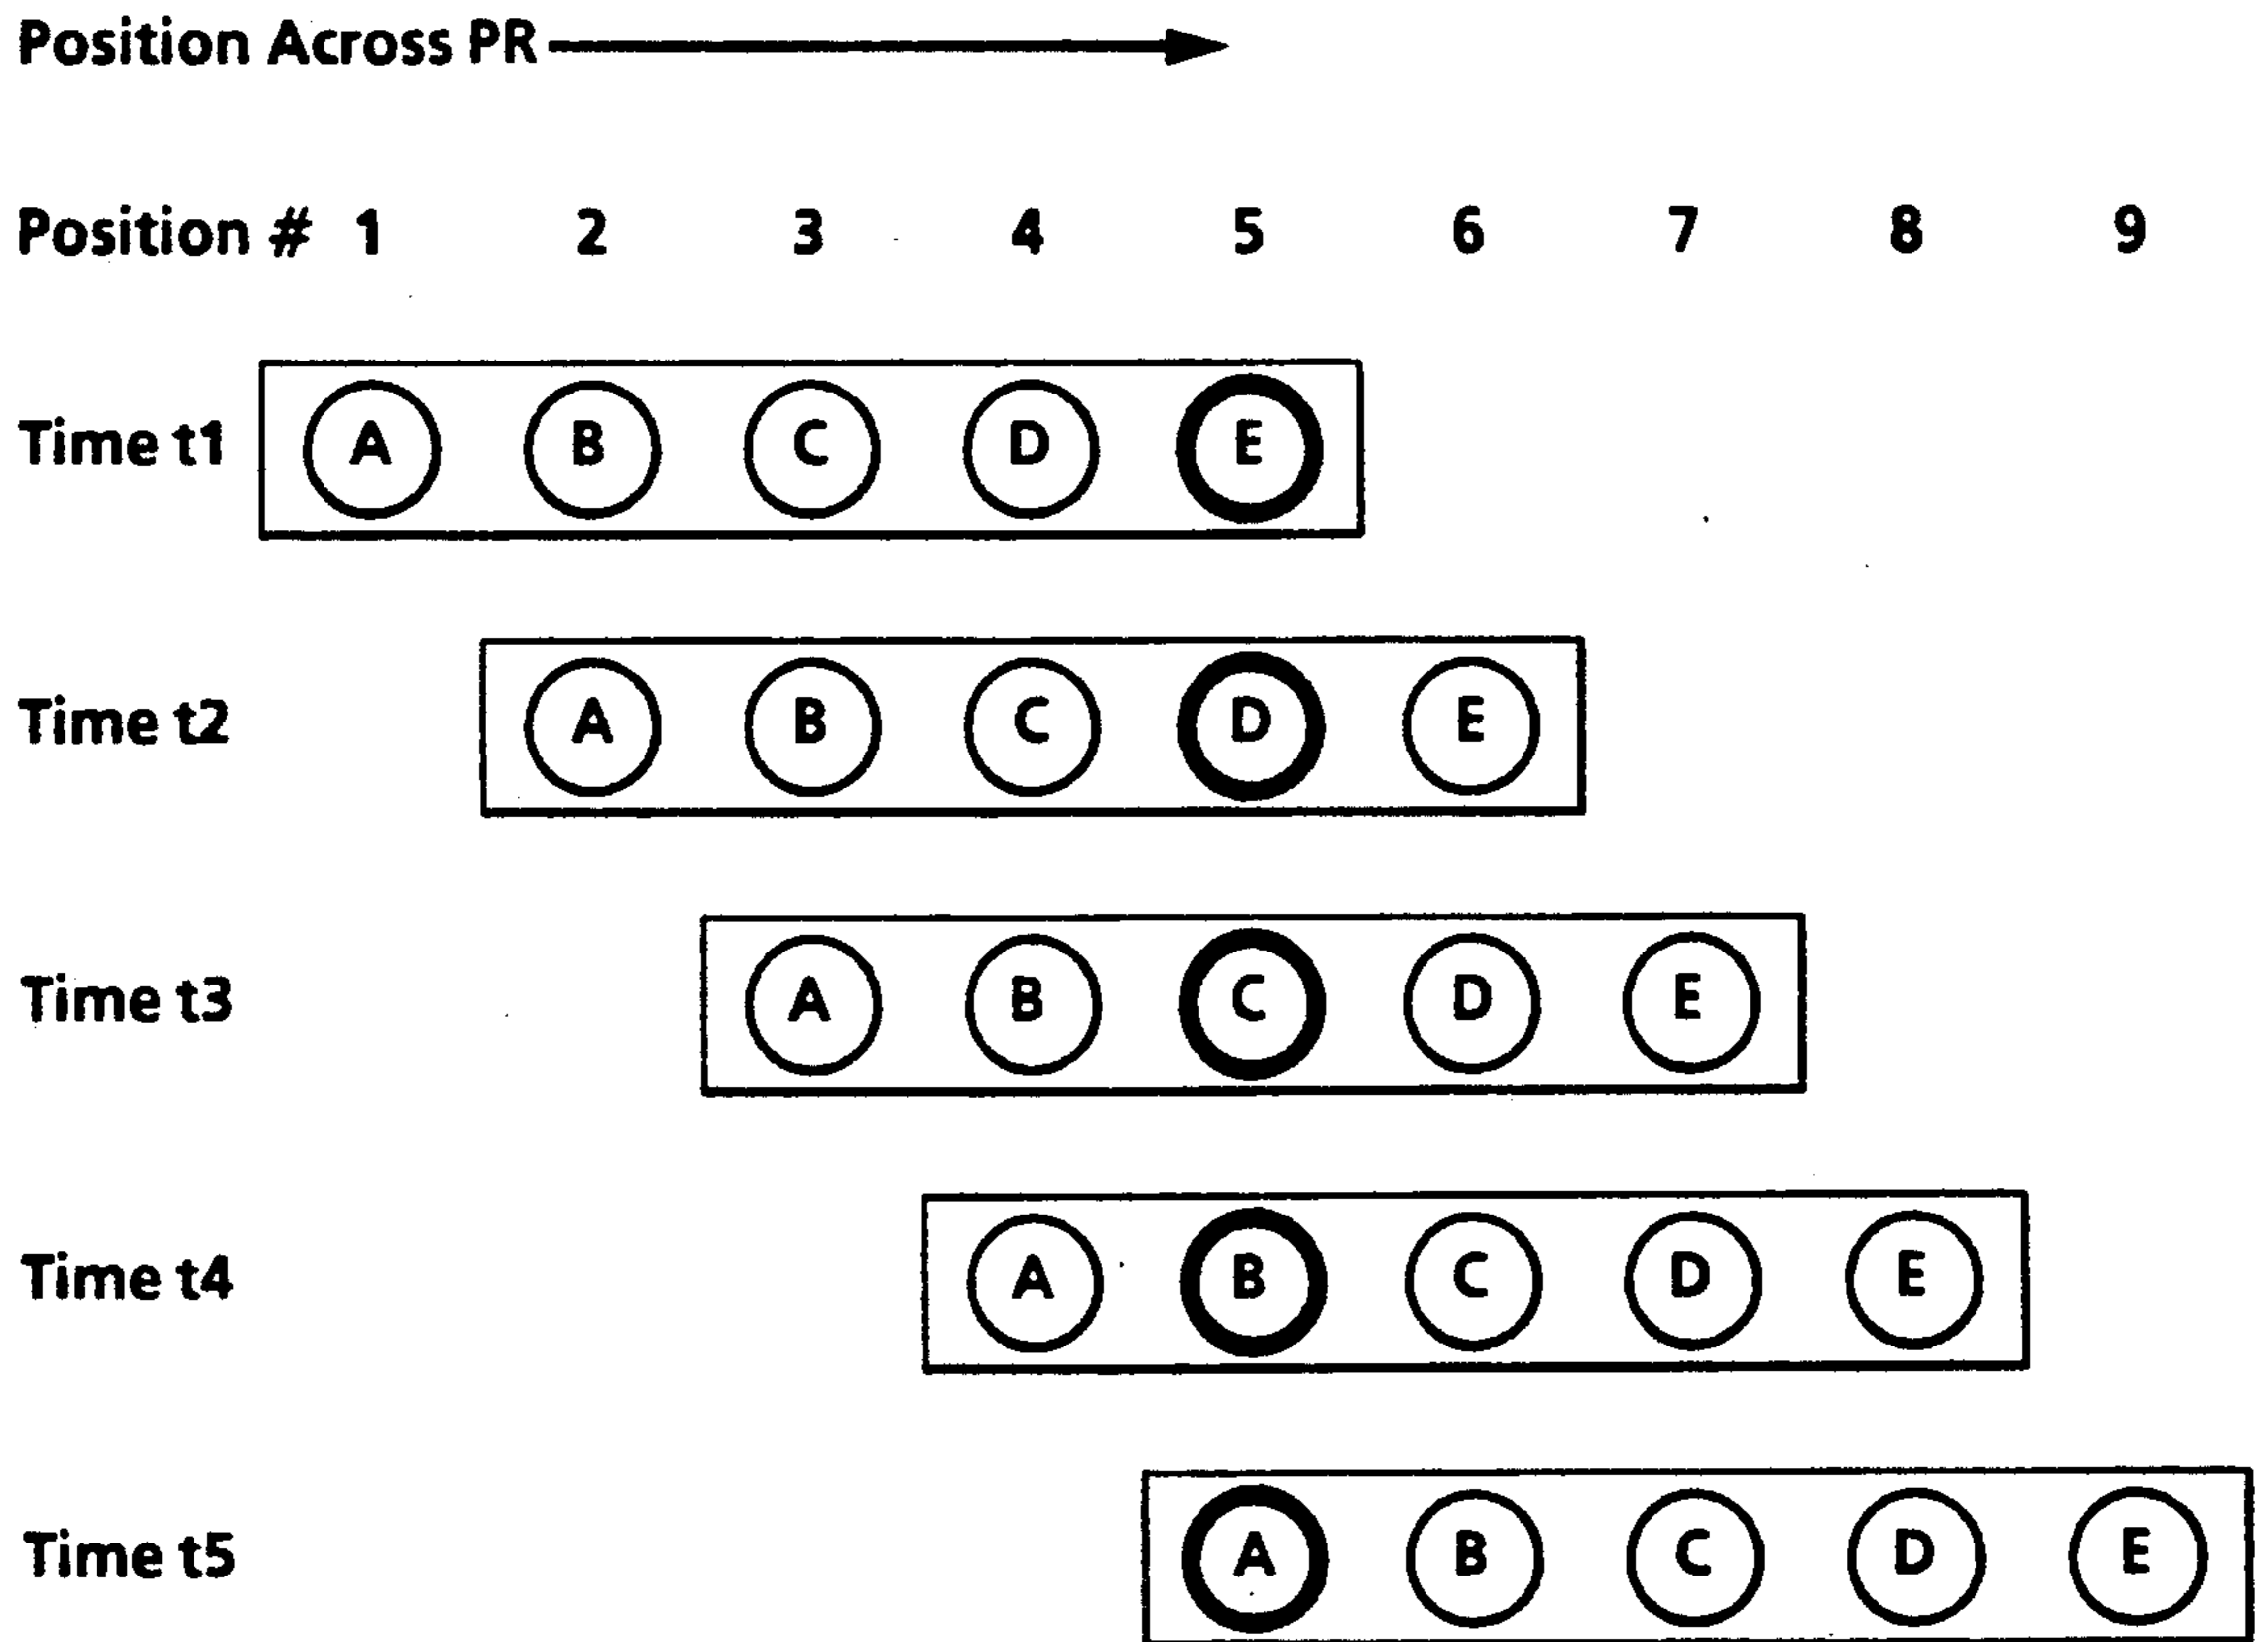 Position Across PR
Position # 1 2 3 4 5 6 7 8 9
Time t1 A B C D E
Time t2 A B C D E
Time t3 A B C D E
Time t4 A B C D E
Time t5 A B C D E